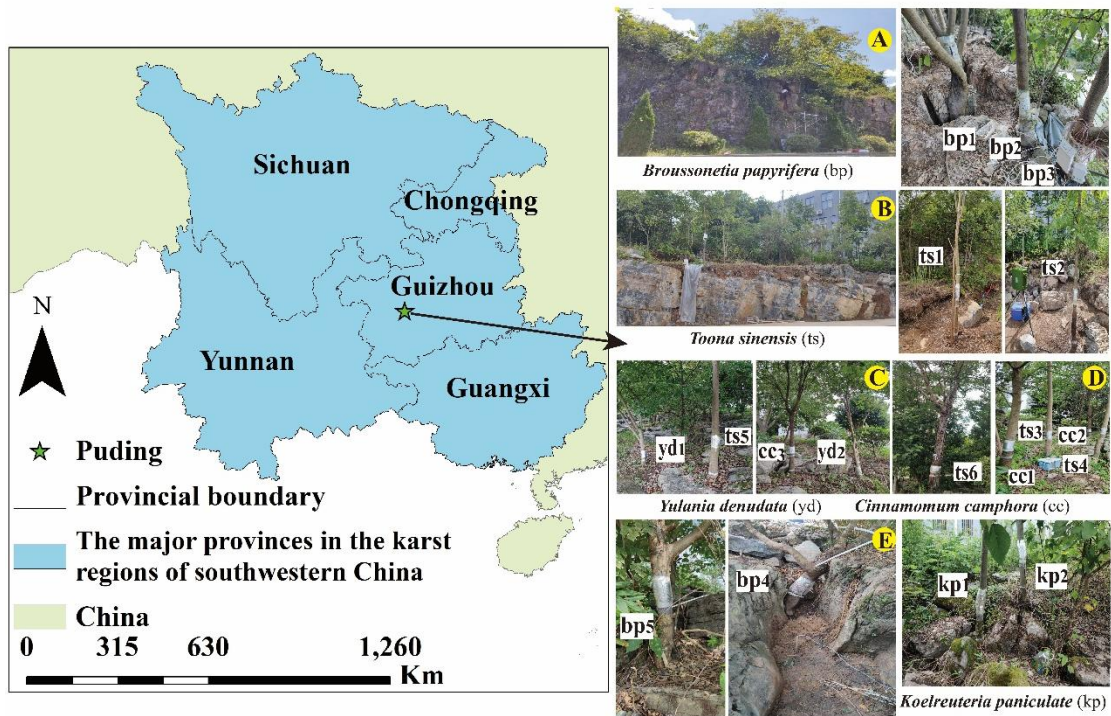 Sichuan
Chongqing
Guizhou
Yunnan
Guangxi
N
Puding
Provincial boundary
The major provinces in the karst
regions of southwestern China
China
0 315 630 1,260
Km
A
bp1
bp2
bp3
Broussonetia papyrifera (bp)
B
ts1
ts2
Toona sinensis (ts)
C
D
yd1
ts5
cc3
yd2
ts6
ts3
cc2
cc1
ts4
Yulania denudata (yd)
Cinnamomum camphora (cc)
E
bp5
bp4
kp1
kp2
Koelreuteria paniculate (kp)